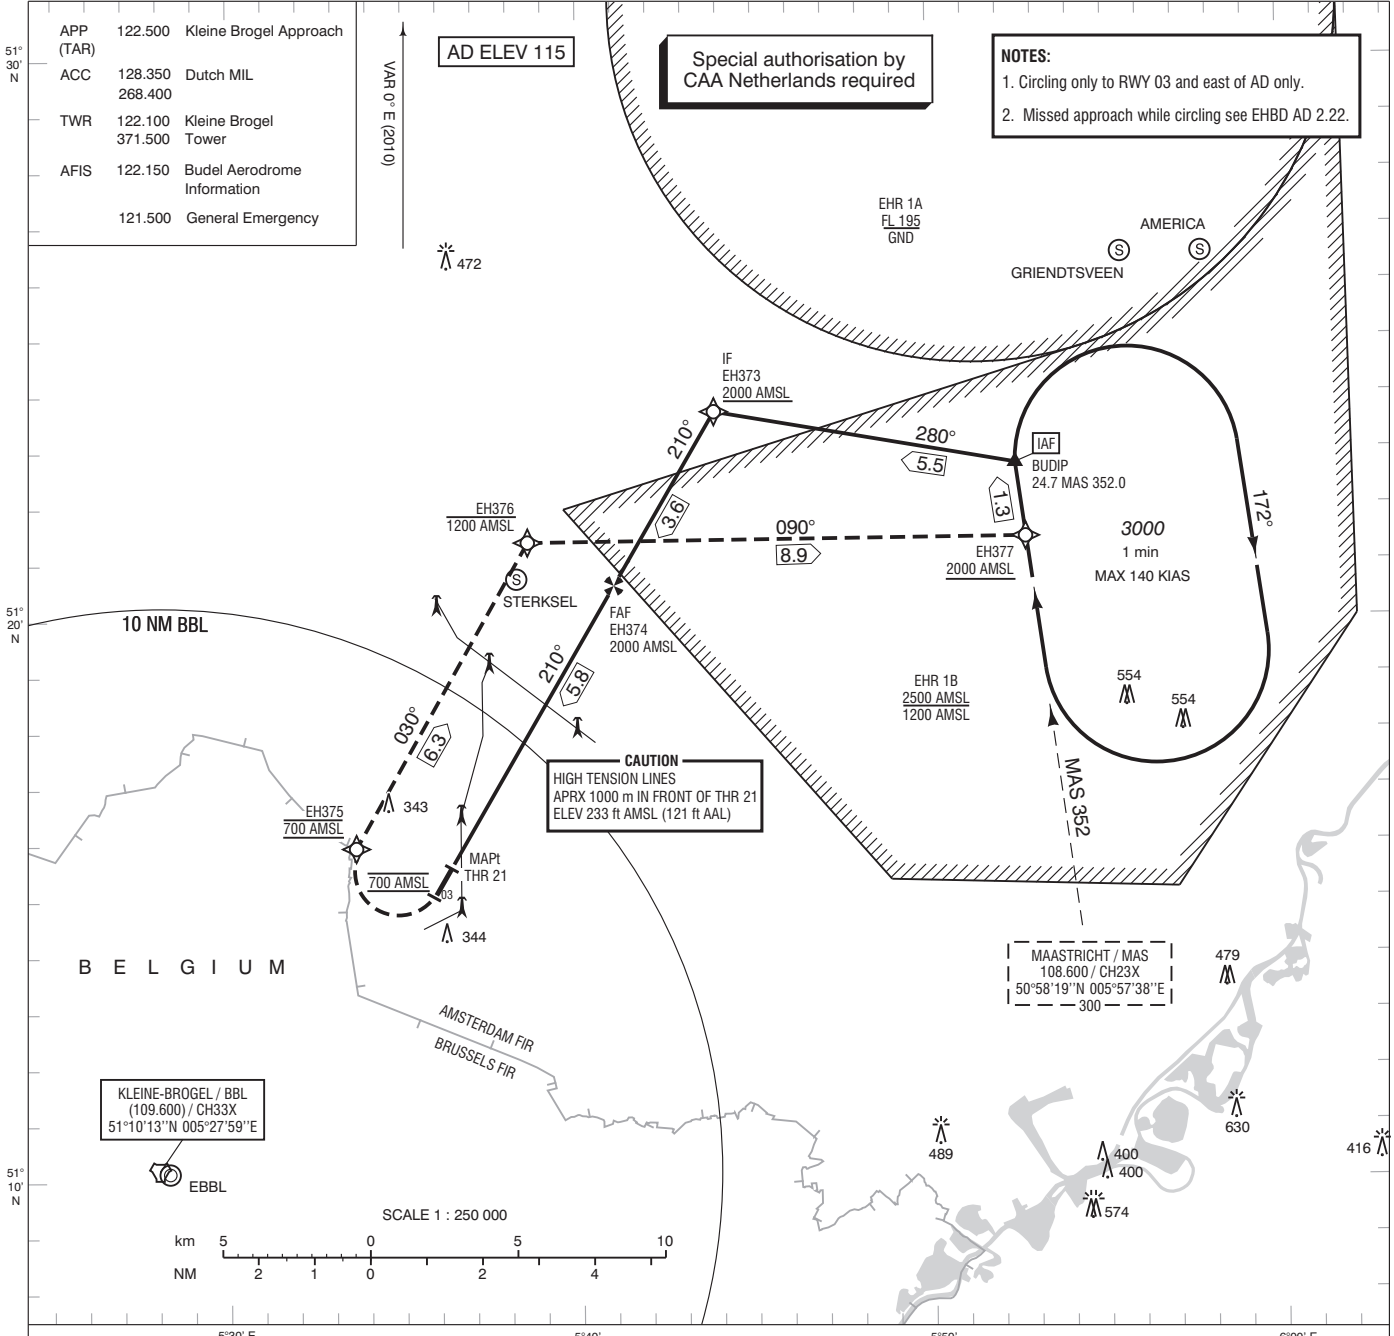 APP 122.500 Kleine Brogel Approach
(TAR)
ACC 128.350 Dutch MIL
268.400
TWR 122.100 Kleine Brogel
371.500 Tower
AFIS 122.150 Budel Aerodrome
Information
121.500 General Emergency
51°
30'
N
VAR 0° E (2010)
AD ELEV 115
Special authorisation by
CAA Netherlands required
NOTES:
1. Circling only to RWY 03 and east of AD only.
2. Missed approach while circling see EHBD AD 2.22.
472
EHR 1A
FL 195
GND
AMERICA
S
S
GRIENDTSVEEN
IF
EH373
2000 AMSL
210°
280°
5.5
IAF
BUDIP
24.7 MAS 352.0
3.6
1.3
172°
EH376
1200 AMSL
090°
8.9
EH377
2000 AMSL
3000
1 min
MAX 140 KIAS
S
STERKSEL
FAF
EH374
2000 AMSL
51°
20'
N
10 NM BBL
210°
5.8
EHR 1B
2500 AMSL
1200 AMSL
554
554
030°
6.3
CAUTION
HIGH TENSION LINES
APRX 1000 m IN FRONT OF THR 21
ELEV 233 ft AMSL (121 ft AAL)
MAS 352
EH375
700 AMSL
343
MAPt
THR 21
700 AMSL
03
344
BELGIUM
MAASTRICHT / MAS
108.600 / CH23X
50°58'19''N 005°57'38''E
300
479
AMSTERDAM FIR
BRUSSELS FIR
KLEINE-BROGEL / BBL
(109.600) / CH33X
51°10'13''N 005°27'59''E
630
489
416
400
400
574
51°
10'
N
EBBL
SCALE 1 : 250 000
km 5 0 5 10
NM 2 1 0 2 4
5°30' E
5°40'
5°50'
6°00' E